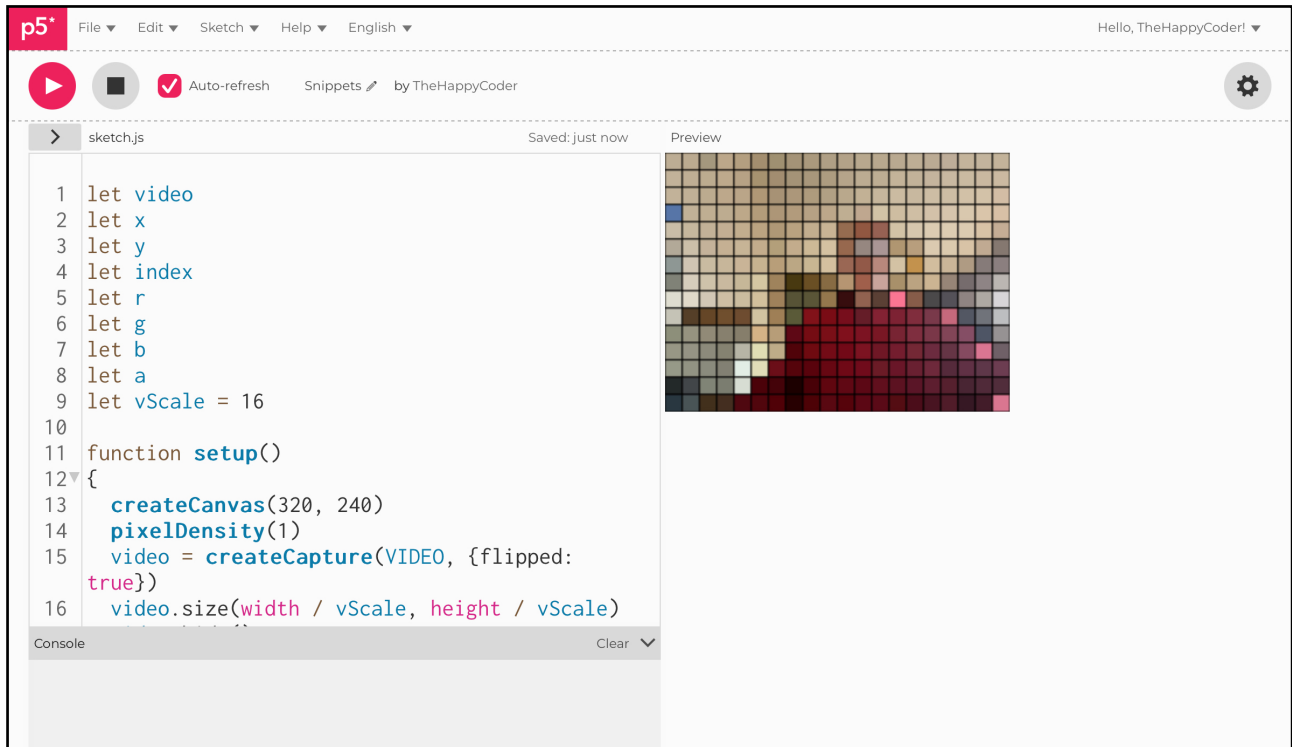 p5* File Edit Sketch Help English Hello, TheHappyCoder!
Auto-refresh Snippets by TheHappyCoder
sketch.js Saved: just now Preview
1 let video
2 let x
3 let y
4 let index
5 let r
6 let g
7 let b
8 let a
9 let vScale = 16
10
11 function setup()
12 {
13 createCanvas(320, 240)
14 pixelDensity(1)
15 video = createCapture(VIDEO, {flipped:
true})
16 video.size(width / vScale, height / vScale)
Console Clear